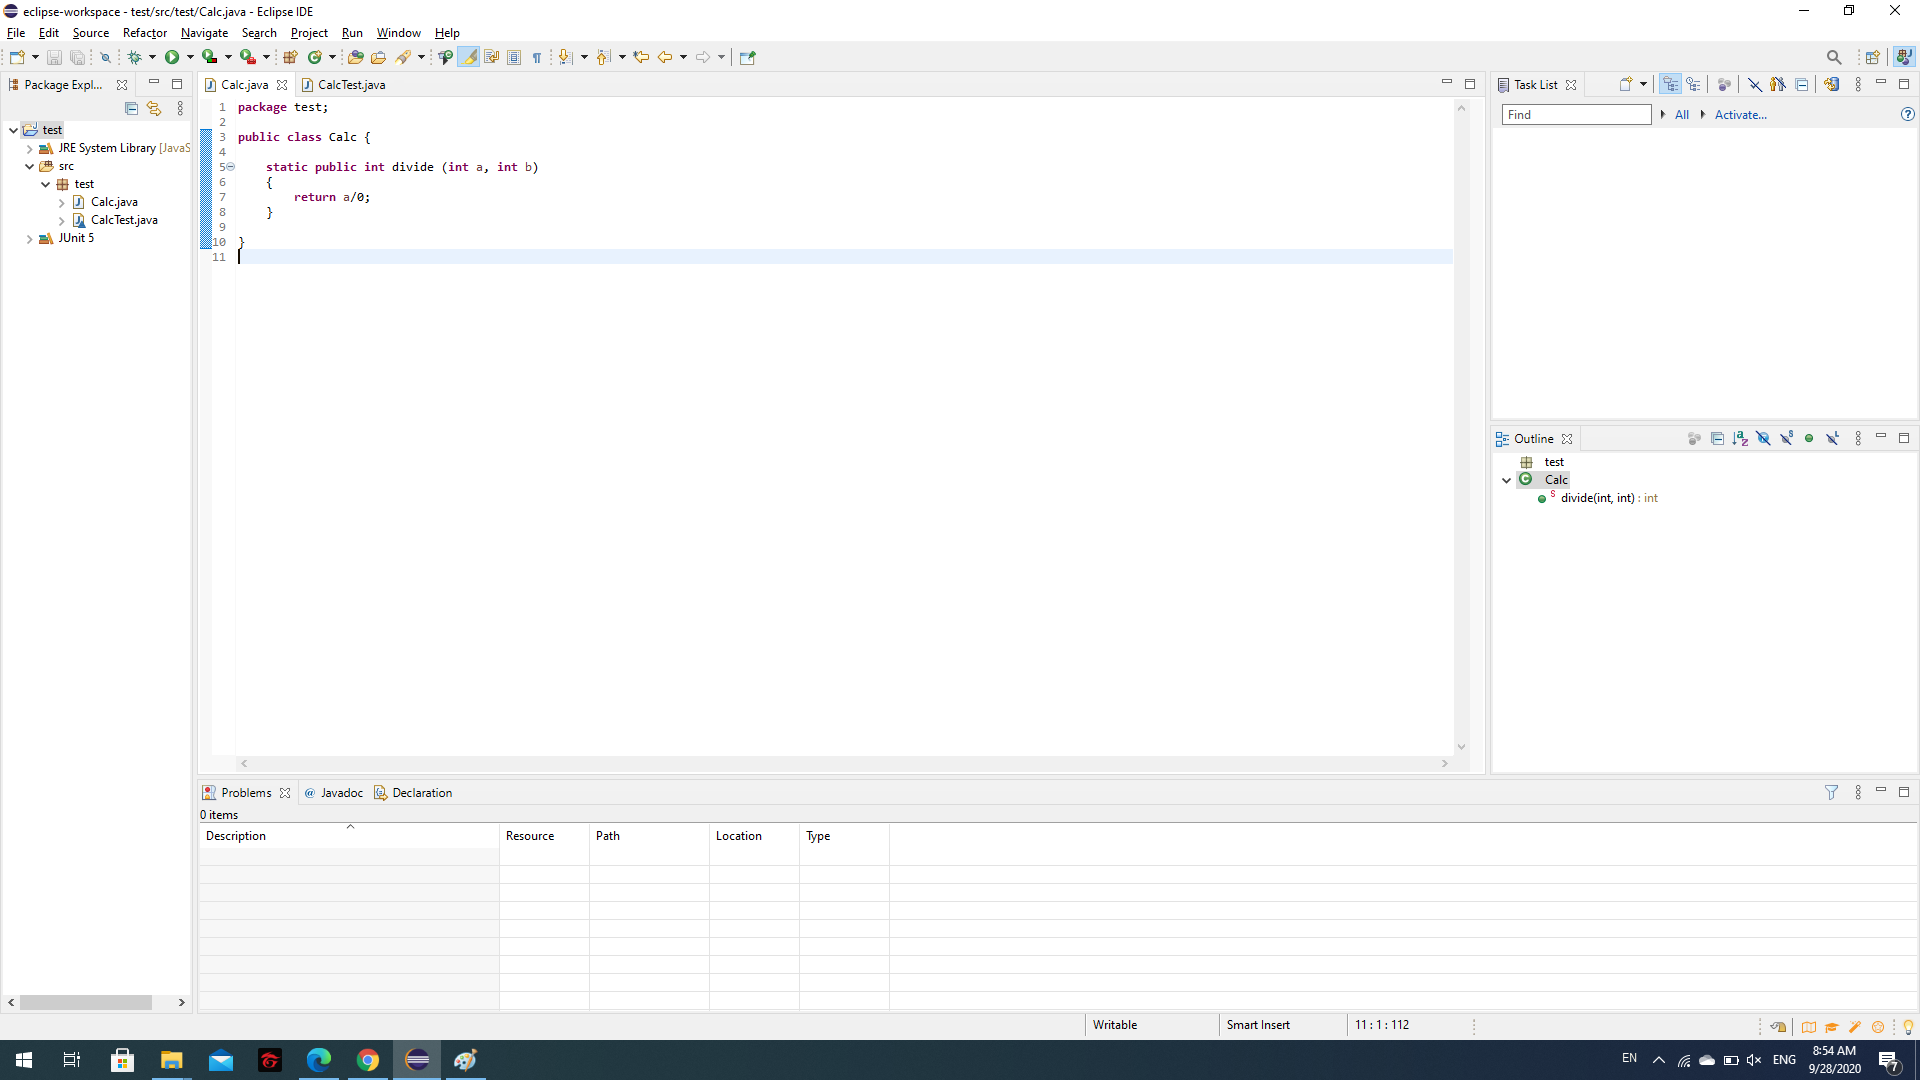 eclipse-workspace - test/src/test/Calc.java - Eclipse IDE
File Edit Source Refactor Navigate Search Project Run Window Help
Package Expl...
test
JRE System Library [JavaS
src
test
Calc.java
CalcTest.java
JUnit 5
Calc.java CalcTest.java
1 package test;
2
3 public class Calc {
4
5 static public int divide (int a, int b)
6 {
7 return a/0;
8 }
9
10 }
11
Task List
Find All Activate...
Outline
test
Calc
divide(int, int) : int
Problems @ Javadoc Declaration
0 items
Description Resource Path Location Type
Writable Smart Insert 11 : 1 : 112
EN ENG 8:54 AM
9/28/2020
7